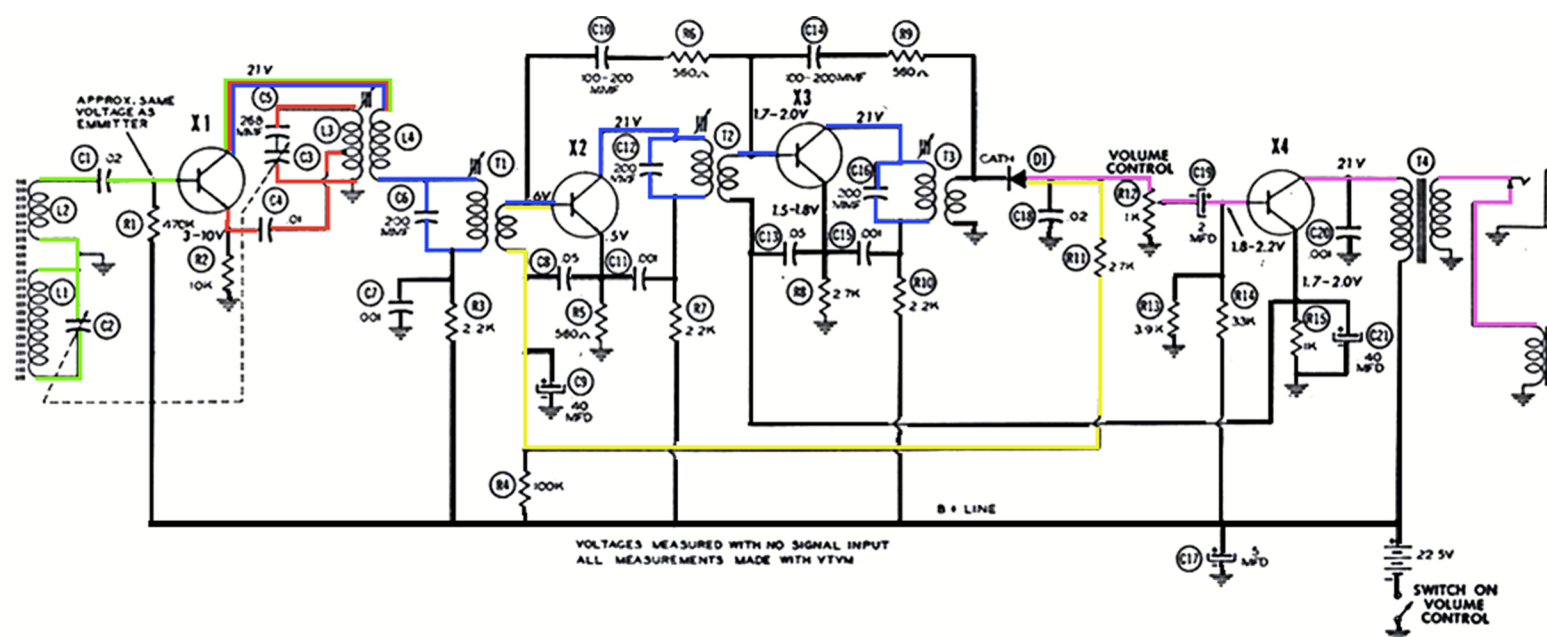 C10
R6
C14
R9
100-200
MMF
560Ω
100-200MMF
560Ω
21V
APPROX. SAME
VOLTAGE AS
EMMITTER
X1
C5
268
MMF
L3
L4
C3
C1
.02
L2
R1
470K
3-10V
C4
.01
R2
10K
L1
C2
T1
C6
200
MMF
C7
.001
R3
2.2K
X2
21V
C12
200
MMF
T2
.6V
.5V
C8
.05
C11
.001
R5
560Ω
R7
2.2K
C9
40
MFD
R4
100K
X3
1.7-2.0V
21V
C16
200
MMF
T3
1.5-1.8V
C13
.05
C15
.001
R8
2.7K
R10
2.2K
CATH
D1
C18
.02
R11
2.7K
VOLUME
CONTROL
R12
1K
C19
2
MFD
1.8-2.2V
X4
21V
T4
C20
.001
1.7-2.0V
R13
3.9K
R14
33K
R15
1K
C21
40
MFD
B+ LINE
VOLTAGES MEASURED WITH NO SIGNAL INPUT
ALL MEASUREMENTS MADE WITH VTVM
C17
5
MFD
22.5V
SWITCH ON
VOLUME
CONTROL